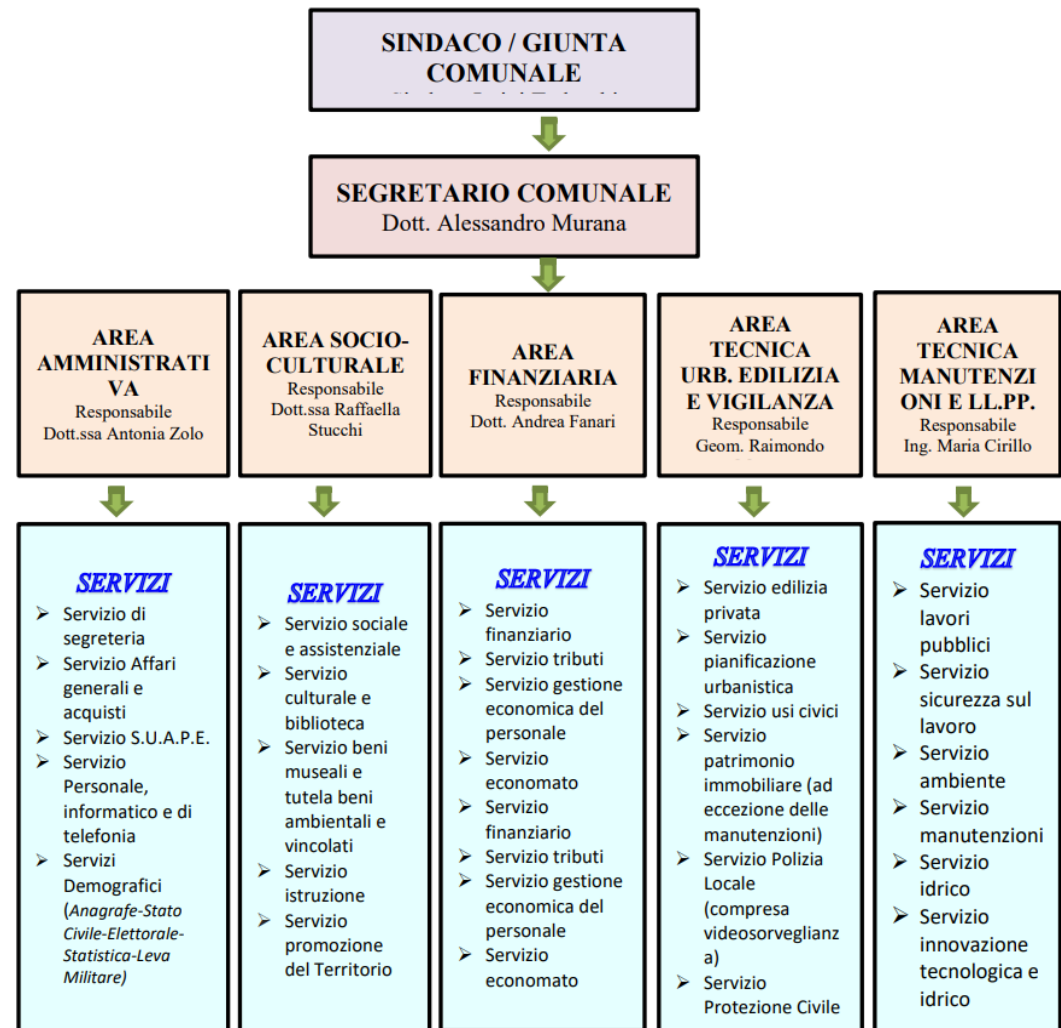 SINDACO / GIUNTA
COMUNALE
SEGRETARIO COMUNALE
Dott. Alessandro Murana
AREA
AMMINISTRATI
VA
Responsabile
Dott.ssa Antonia Zolo
AREA SOCIO-
CULTURALE
Responsabile
Dott.ssa Raffaella
Stucchi
AREA
FINANZIARIA
Responsabile
Dott. Andrea Fanari
AREA
TECNICA
URB. EDILIZIA
E VIGILANZA
Responsabile
Geom. Raimondo
AREA
TECNICA
MANUTENZI
ONI E LL.PP.
Responsabile
Ing. Maria Cirillo
SERVIZI
➢ Servizio di
segreteria
➢ Servizio Affari
generali e
acquisti
➢ Servizio S.U.A.P.E.
➢ Servizio
Personale,
informatico e di
telefonia
➢ Servizi
Demografici
(Anagrafe-Stato
Civile-Elettorale-
Statistica-Leva
Militare)
SERVIZI
➢ Servizio sociale
e assistenziale
➢ Servizio
culturale e
biblioteca
➢ Servizio beni
museali e
tutela beni
ambientali e
vincolati
➢ Servizio
istruzione
➢ Servizio
promozione
del Territorio
SERVIZI
➢ Servizio
finanziario
➢ Servizio tributi
➢ Servizio gestione
economica del
personale
➢ Servizio
economato
➢ Servizio
finanziario
➢ Servizio tributi
➢ Servizio gestione
economica del
personale
➢ Servizio
economato
SERVIZI
➢ Servizio edilizia
privata
➢ Servizio
pianificazione
urbanistica
➢ Servizio usi civici
➢ Servizio
patrimonio
immobiliare (ad
eccezione delle
manutenzioni)
➢ Servizio Polizia
Locale
(compresa
videosorveglianz
a)
➢ Servizio
Protezione Civile
SERVIZI
➢ Servizio
lavori
pubblici
➢ Servizio
sicurezza sul
lavoro
➢ Servizio
ambiente
➢ Servizio
manutenzioni
➢ Servizio
idrico
➢ Servizio
innovazione
tecnologica e
idrico